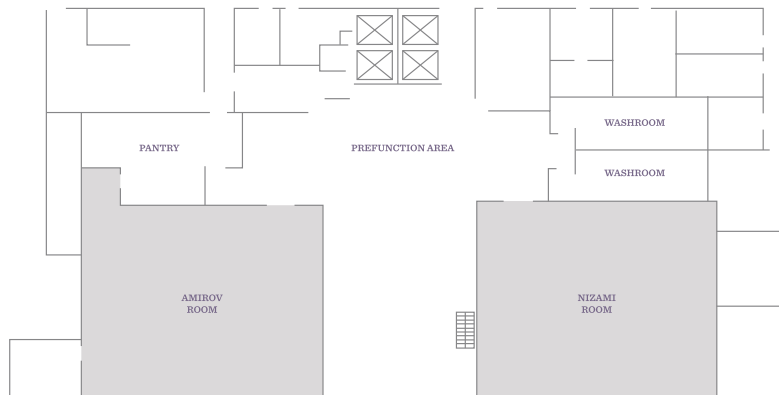 WASHROOM
PANTRY
PREFUNCTION AREA
WASHROOM
AMIROV
ROOM
NIZAMI
ROOM